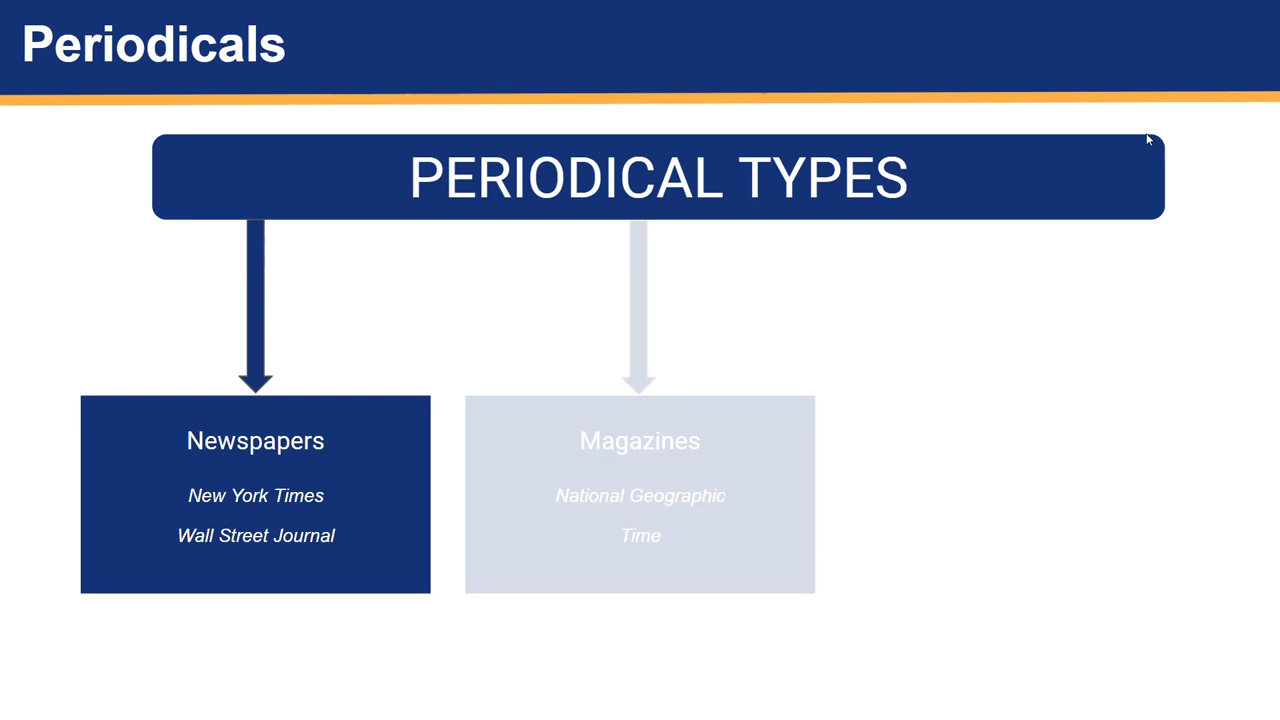 Periodicals
PERIODICAL TYPES
Newspapers
New York Times
Wall Street Journal
Magazines
National Geographic
Time